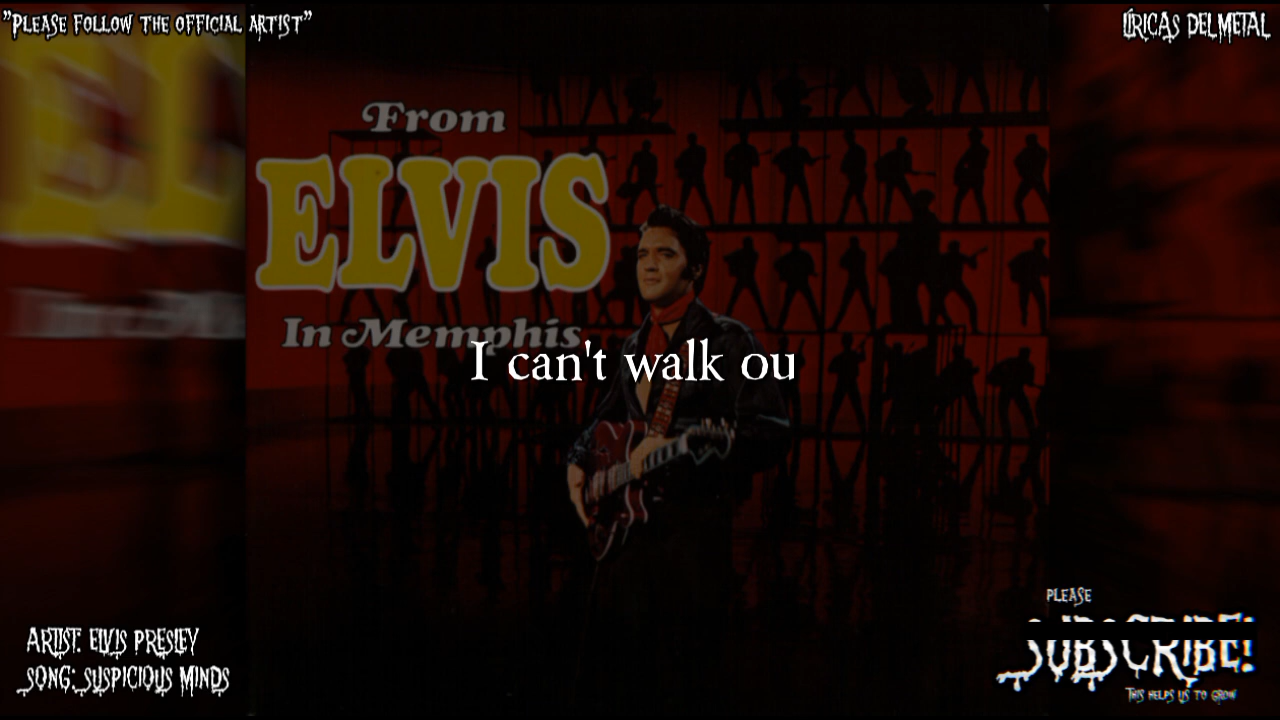 "PLEASE FOLLOW THE OFFICIAL ARTIST"
LÍRICAS DEL METAL
From
ELVIS
In Memphis
I can't walk ou
PLEASE
SUBSCRIBE!
THIS HELPS US TO GROW
ARTIST: ELVIS PRESLEY
SONG: SUSPICIOUS MINDS